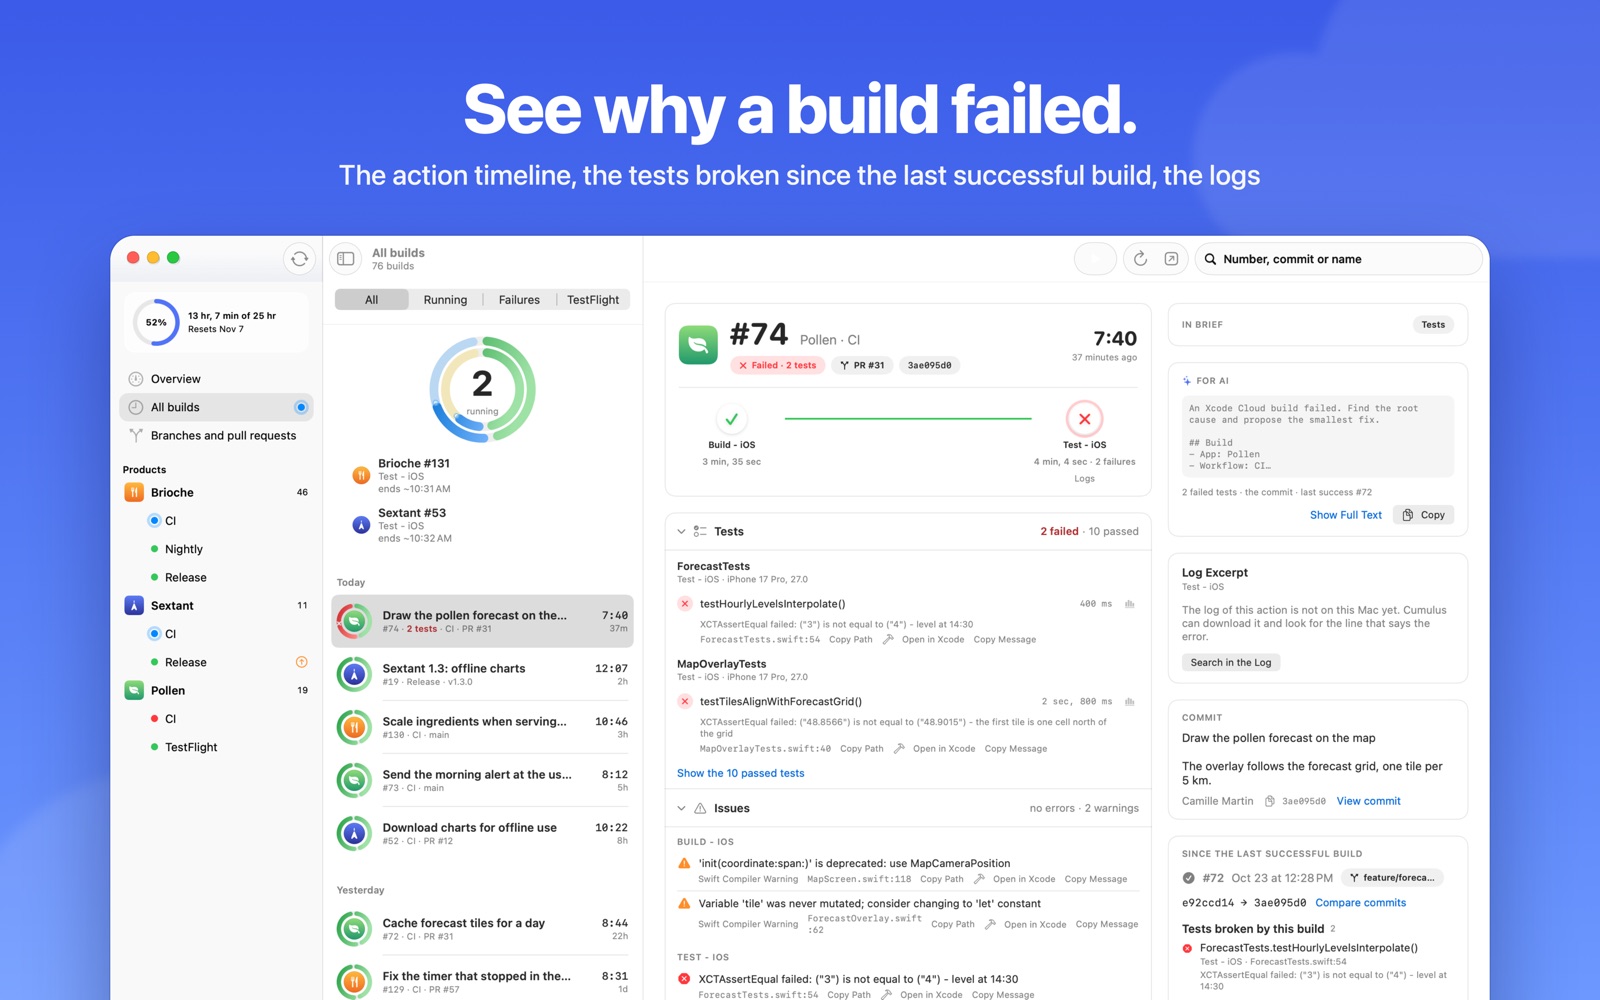 See why a build failed.
The action timeline, the tests broken since the last successful build, the logs
52%
13 hr, 7 min of 25 hr
Resets Nov 7
Overview
All builds
Branches and pull requests
Products
Brioche 46
CI
Nightly
Release
Sextant 11
CI
Release
Pollen 19
CI
TestFlight
All builds
76 builds
All Running Failures TestFlight
2
running
Brioche #131
Test - iOS
ends ~10:31 AM
Sextant #53
Test - iOS
ends ~10:32 AM
Today
Draw the pollen forecast on the... 7:40
#74 · 2 tests · CI · PR #31 37m
Sextant 1.3: offline charts 12:07
#19 · Release · v1.3.0 2h
Scale ingredients when serving... 10:46
#130 · CI · main 3h
Send the morning alert at the us... 8:12
#73 · CI · main 5h
Download charts for offline use 10:22
#52 · CI · PR #12 8h
Yesterday
Cache forecast tiles for a day 8:44
#72 · CI · PR #31 22h
Fix the timer that stopped in the... 8:31
#129 · CI · PR #57 1d
Number, commit or name
#74 Pollen · CI 7:40
Failed · 2 tests PR #31 3ae095d0 37 minutes ago
Build - iOS
3 min, 35 sec
Test - iOS
4 min, 4 sec · 2 failures
Logs
Tests 2 failed · 10 passed
ForecastTests
Test - iOS · iPhone 17 Pro, 27.0
testHourlyLevelsInterpolate() 400 ms
XCTAssertEqual failed: ("3") is not equal to ("4") - level at 14:30
ForecastTests.swift:54 Copy Path Open in Xcode Copy Message
MapOverlayTests
Test - iOS · iPhone 17 Pro, 27.0
testTilesAlignWithForecastGrid() 2 sec, 800 ms
XCTAssertEqual failed: ("48.8566") is not equal to ("48.9015") - the first tile is one cell north of
the grid
MapOverlayTests.swift:40 Copy Path Open in Xcode Copy Message
Show the 10 passed tests
Issues no errors · 2 warnings
BUILD - IOS
'init(coordinate:span:)' is deprecated: use MapCameraPosition
Swift Compiler Warning MapScreen.swift:118 Copy Path Open in Xcode Copy Message
Variable 'tile' was never mutated; consider changing to 'let' constant
Swift Compiler Warning ForecastOverlay.swift
:62 Copy Path Open in Xcode Copy Message
TEST - IOS
XCTAssertEqual failed: ("3") is not equal to ("4") - level at 14:30
ForecastTests.swift:54 Copy Path Open in Xcode Copy Message
IN BRIEF Tests
FOR AI
An Xcode Cloud build failed. Find the root
cause and propose the smallest fix.
## Build
- App: Pollen
- Workflow: CI…
2 failed tests · the commit · last success #72
Show Full Text Copy
Log Excerpt
Test - iOS
The log of this action is not on this Mac yet. Cumulus
can download it and look for the line that says the
error.
Search in the Log
COMMIT
Draw the pollen forecast on the map
The overlay follows the forecast grid, one tile per
5 km.
Camille Martin 3ae095d0 View commit
SINCE THE LAST SUCCESSFUL BUILD
#72 Oct 23 at 12:28 PM feature/foreca...
e92ccd14 → 3ae095d0 Compare commits
Tests broken by this build 2
ForecastTests.testHourlyLevelsInterpolate()
Test - iOS · ForecastTests.swift:54
XCTAssertEqual failed: ("3") is not equal to ("4") - level at
14:30